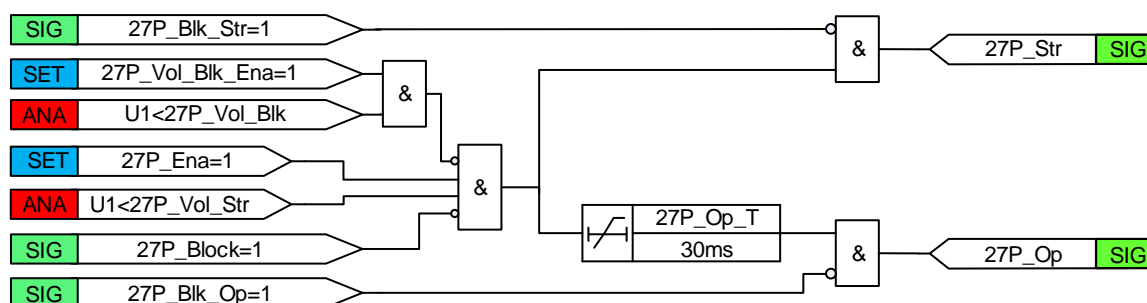 SIG 27P_Blk_Str=1
& 27P_Str SIG
SET 27P_Vol_Blk_Ena=1
&
ANA U1<27P_Vol_Blk
SET 27P_Ena=1
&
ANA U1<27P_Vol_Str
27P_Op_T
SIG 27P_Block=1
30ms
& 27P_Op SIG
SIG 27P_Blk_Op=1